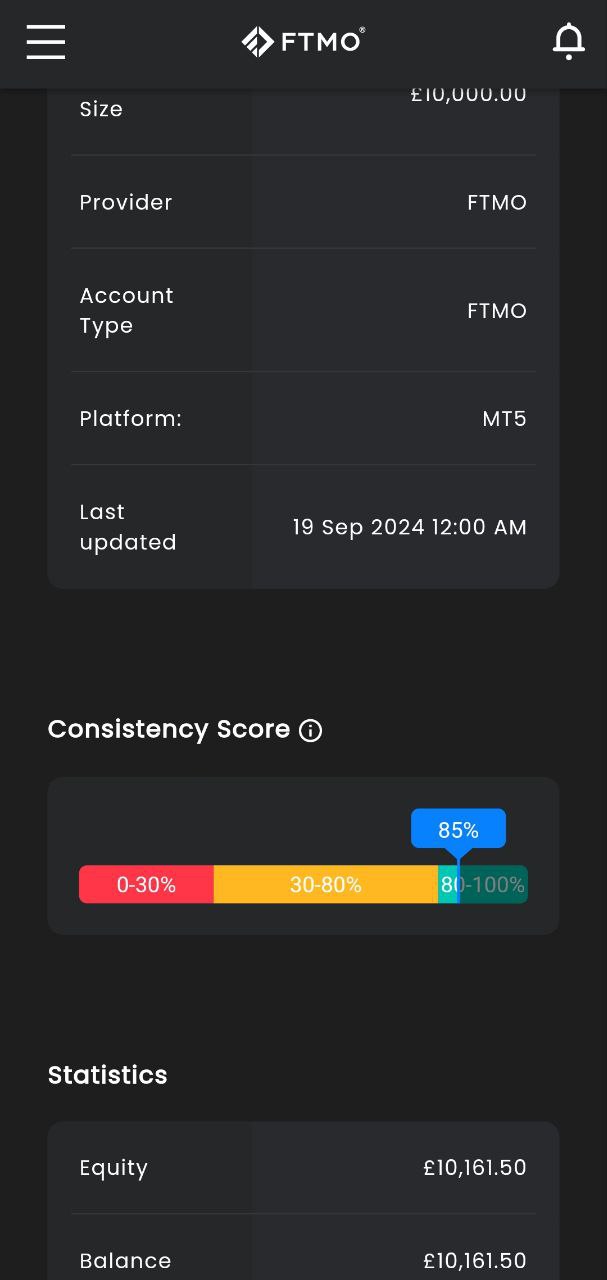 FTMO®
Size
£10,000.00
Provider
FTMO
Account
Type
FTMO
Platform:
MT5
Last
updated
19 Sep 2024 12:00 AM
Consistency Score
85%
0-30%
30-80%
80-100%
Statistics
Equity
£10,161.50
Balance
£10,161.50